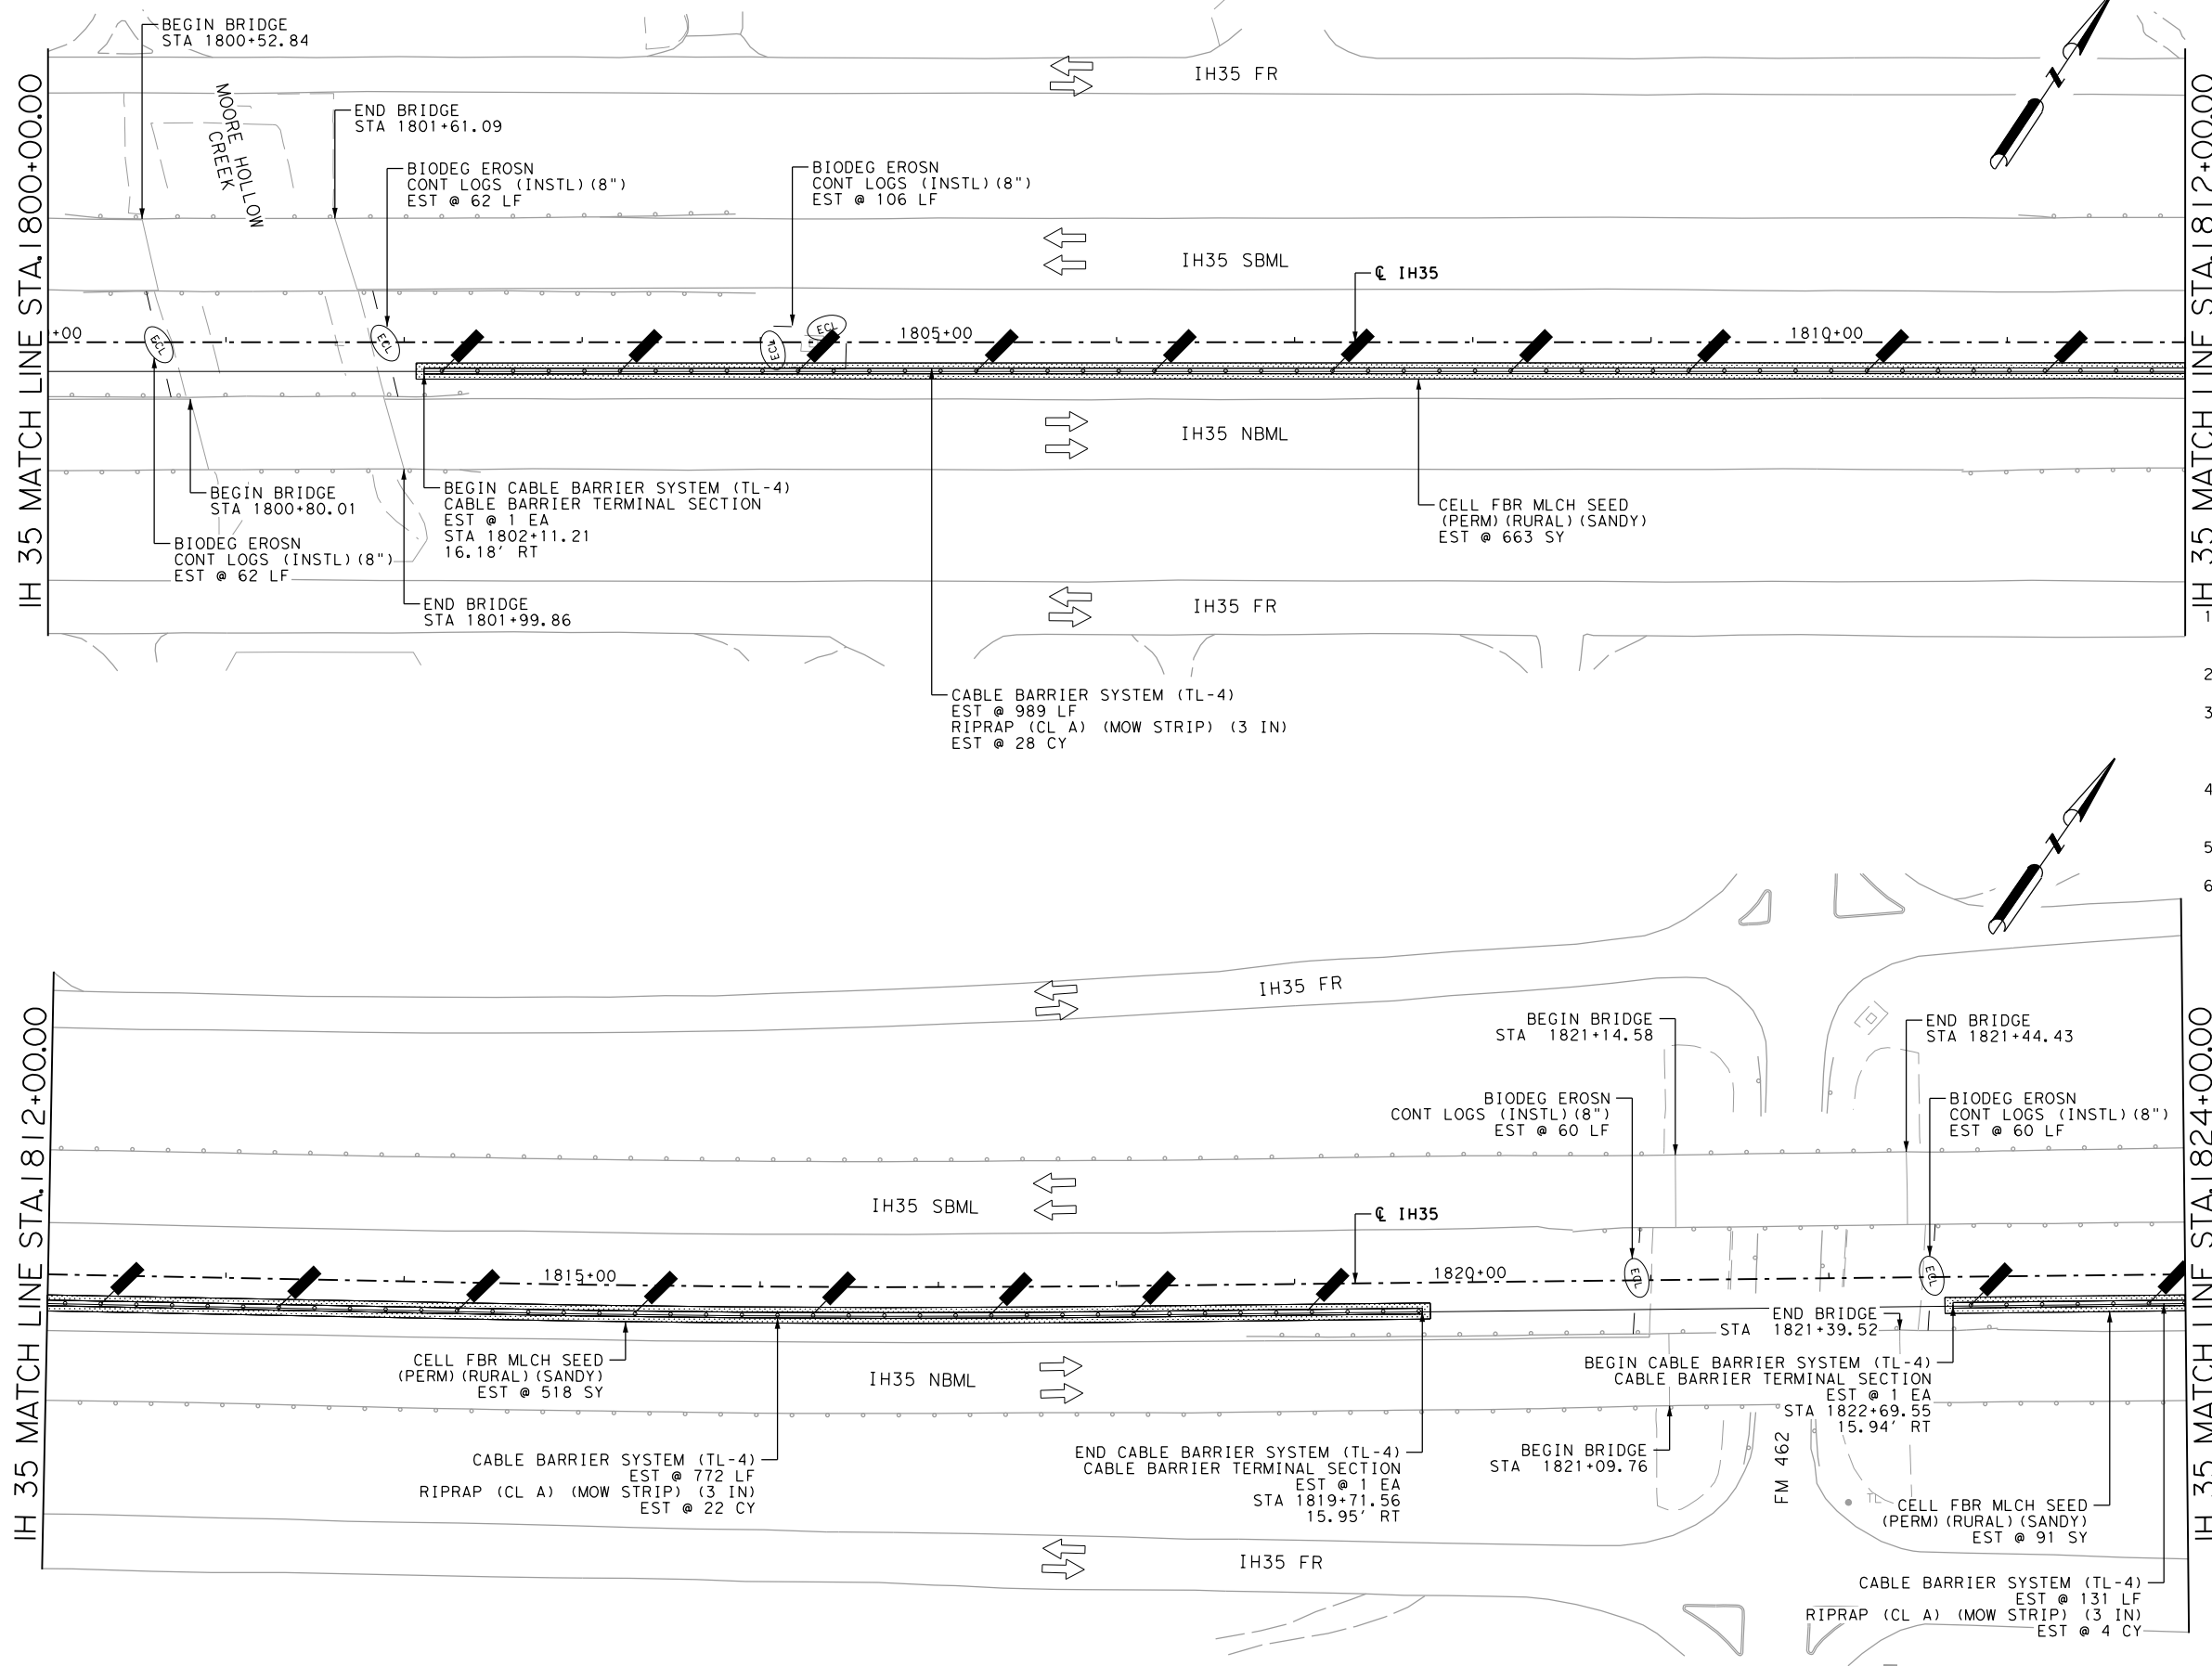 BEGIN BRIDGE
STA 1800+52.84
IH35 FR
MOORE HOLLOW
CREEK
END BRIDGE
STA 1801+61.09
BIODEG EROSN
CONT LOGS (INSTL)(8")
EST @ 62 LF
BIODEG EROSN
CONT LOGS (INSTL)(8")
EST @ 106 LF
IH 35 MATCH LINE STA.1800+00.00
IH 35 MATCH LINE STA.1812+00.00
IH35 SBML
℄ IH35
+00
ECL
ECL
ECL
ECL
1805+00
1810+00
IH35 NBML
BEGIN BRIDGE
STA 1800+80.01
BEGIN CABLE BARRIER SYSTEM (TL-4)
CABLE BARRIER TERMINAL SECTION
EST @ 1 EA
STA 1802+11.21
16.18' RT
CELL FBR MLCH SEED
(PERM)(RURAL)(SANDY)
EST @ 663 SY
BIODEG EROSN
CONT LOGS (INSTL)(8")
EST @ 62 LF
END BRIDGE
STA 1801+99.86
IH35 FR
1
2
3
CABLE BARRIER SYSTEM (TL-4)
EST @ 989 LF
RIPRAP (CL A) (MOW STRIP) (3 IN)
EST @ 28 CY
4
5
6
IH35 FR
BEGIN BRIDGE
STA 1821+14.58
END BRIDGE
STA 1821+44.43
BIODEG EROSN
CONT LOGS (INSTL)(8")
EST @ 60 LF
BIODEG EROSN
CONT LOGS (INSTL)(8")
EST @ 60 LF
IH 35 MATCH LINE STA.1812+00.00
IH 35 MATCH LINE STA.1824+00.00
IH35 SBML
℄ IH35
1815+00
1820+00
ECL
ECL
END BRIDGE
STA 1821+39.52
CELL FBR MLCH SEED
(PERM)(RURAL)(SANDY)
EST @ 518 SY
IH35 NBML
BEGIN CABLE BARRIER SYSTEM (TL-4)
CABLE BARRIER TERMINAL SECTION
EST @ 1 EA
STA 1822+69.55
15.94' RT
CABLE BARRIER SYSTEM (TL-4)
EST @ 772 LF
RIPRAP (CL A) (MOW STRIP) (3 IN)
EST @ 22 CY
END CABLE BARRIER SYSTEM (TL-4)
CABLE BARRIER TERMINAL SECTION
EST @ 1 EA
STA 1819+71.56
15.95' RT
BEGIN BRIDGE
STA 1821+09.76
FM 462
TL
CELL FBR MLCH SEED
(PERM)(RURAL)(SANDY)
EST @ 91 SY
IH35 FR
CABLE BARRIER SYSTEM (TL-4)
EST @ 131 LF
RIPRAP (CL A) (MOW STRIP) (3 IN)
EST @ 4 CY